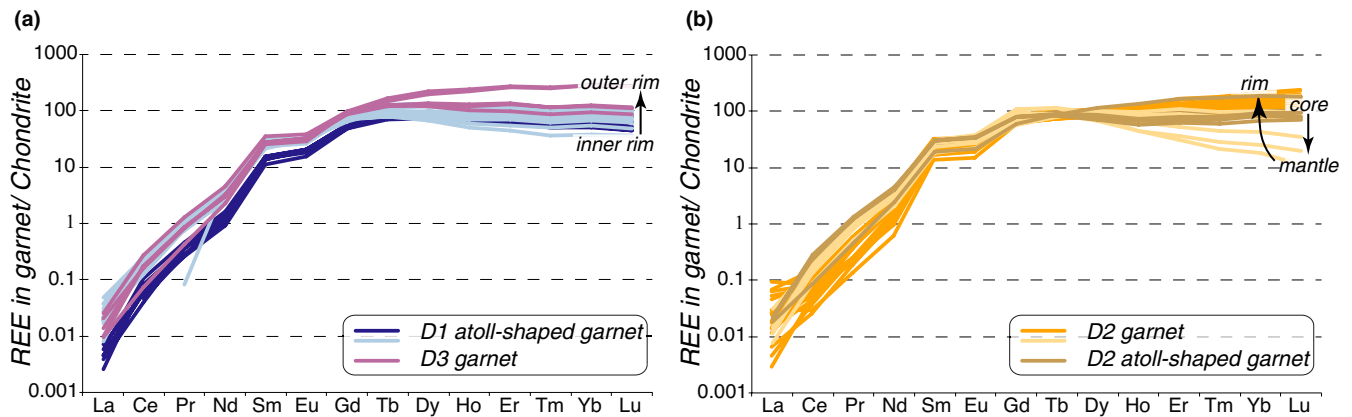 (a)
REE in garnet/ Chondrite
1000
100
10
1
0.1
0.01
0.001
outer rim
inner rim
D1 atoll-shaped garnet
D3 garnet
La Ce Pr Nd Sm Eu Gd Tb Dy Ho Er Tm Yb Lu
(b)
REE in garnet/ Chondrite
1000
100
10
1
0.1
0.01
0.001
rim
core
mantle
D2 garnet
D2 atoll-shaped garnet
La Ce Pr Nd Sm Eu Gd Tb Dy Ho Er Tm Yb Lu